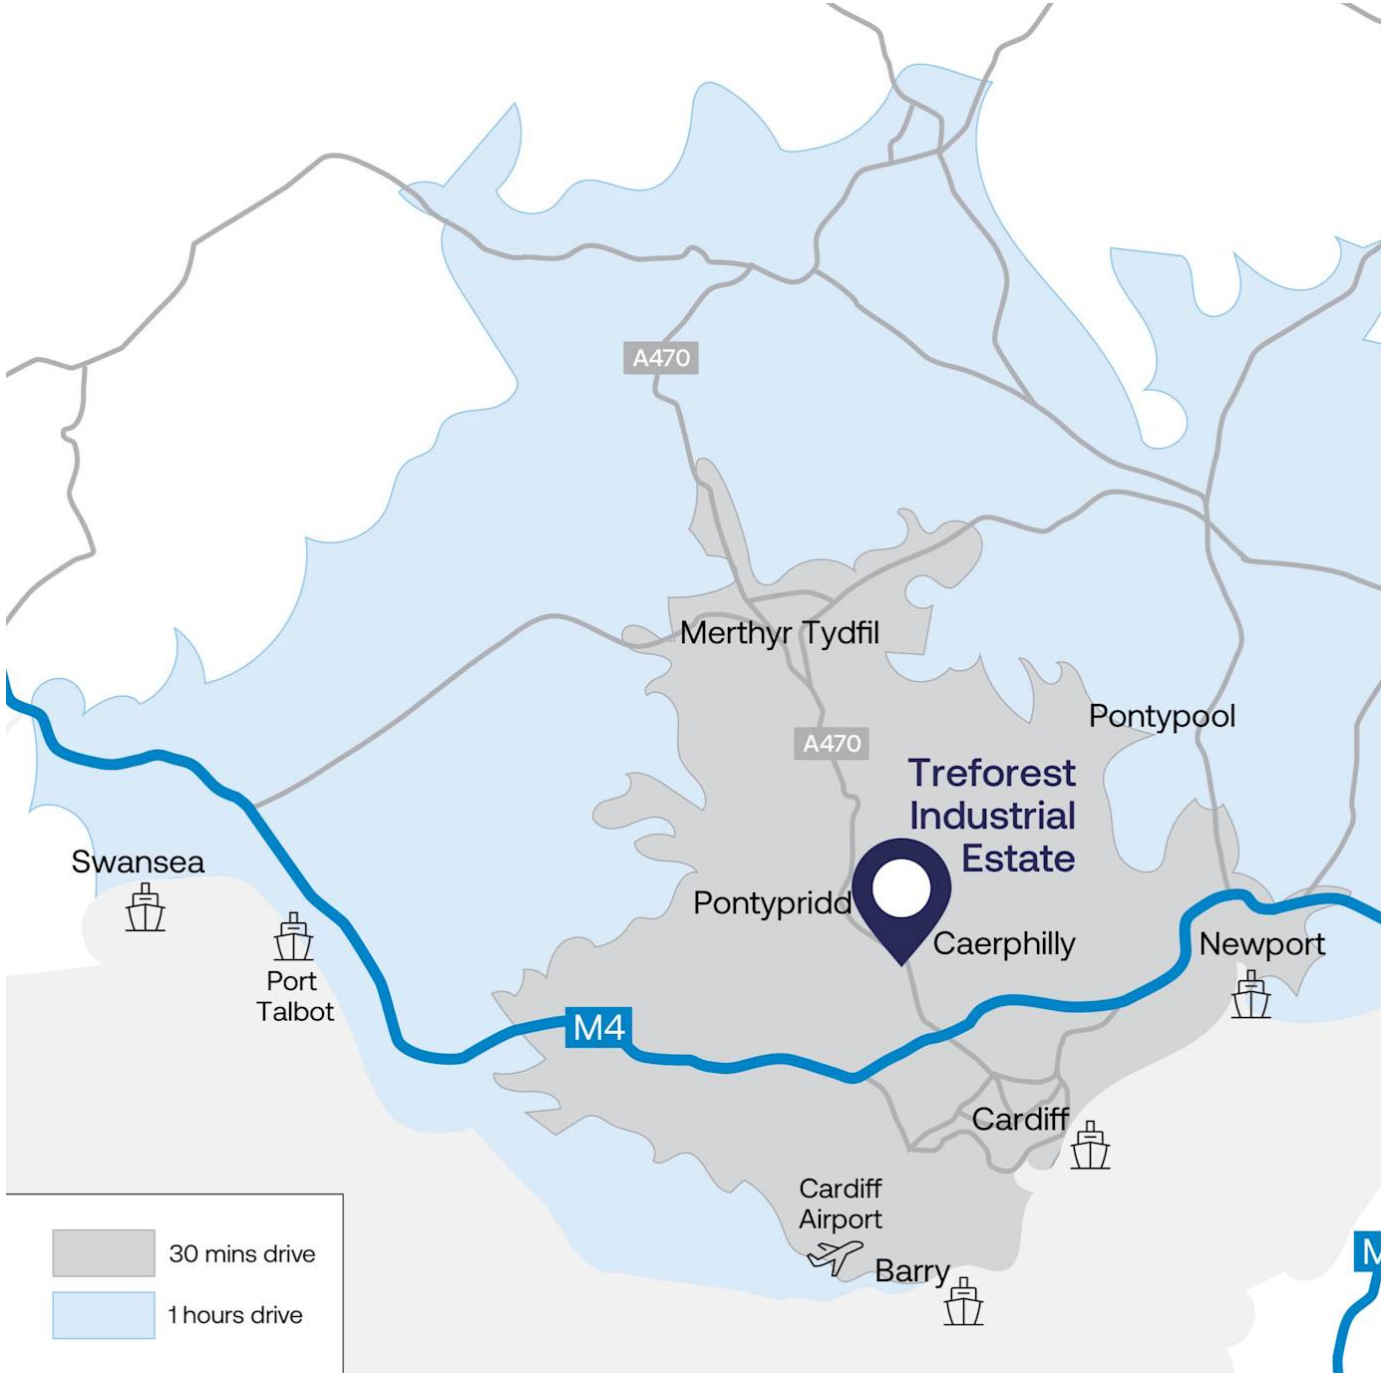 A470
Merthyr Tydfil
Pontypool
A470
Treforest
Industrial
Estate
Swansea
Pontypridd
Caerphilly
Newport
Port
Talbot
M4
Cardiff
Cardiff
Airport
Barry
30 mins drive
1 hours drive